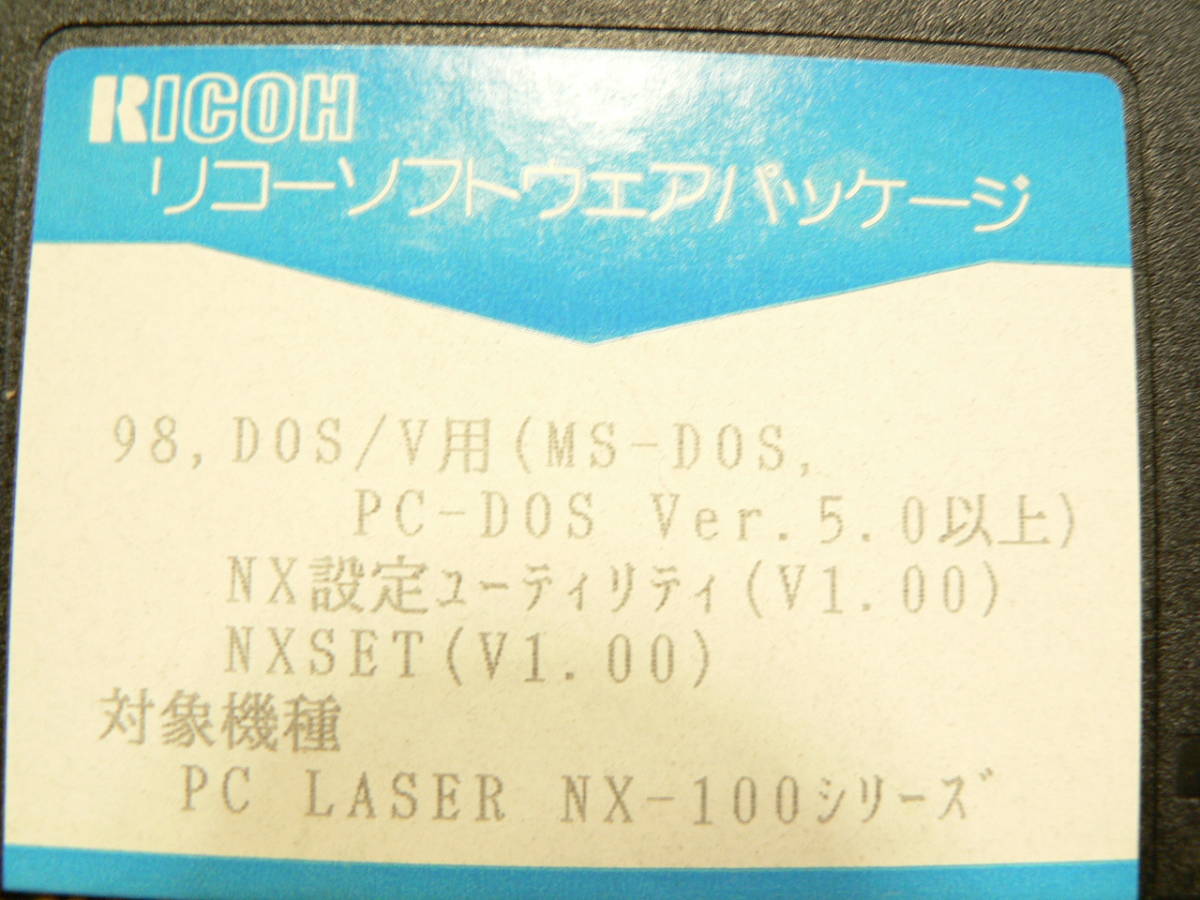 RICOH
リコーソフトウェアパッケージ
98,DOS/V用(MS-DOS,
PC-DOS Ver.5.0以上)
NX設定ﾕｰﾃｨﾘﾃｨ(V1.00)
NXSET(V1.00)
対象機種
PC LASER NX-100ｼﾘｰｽﾞ